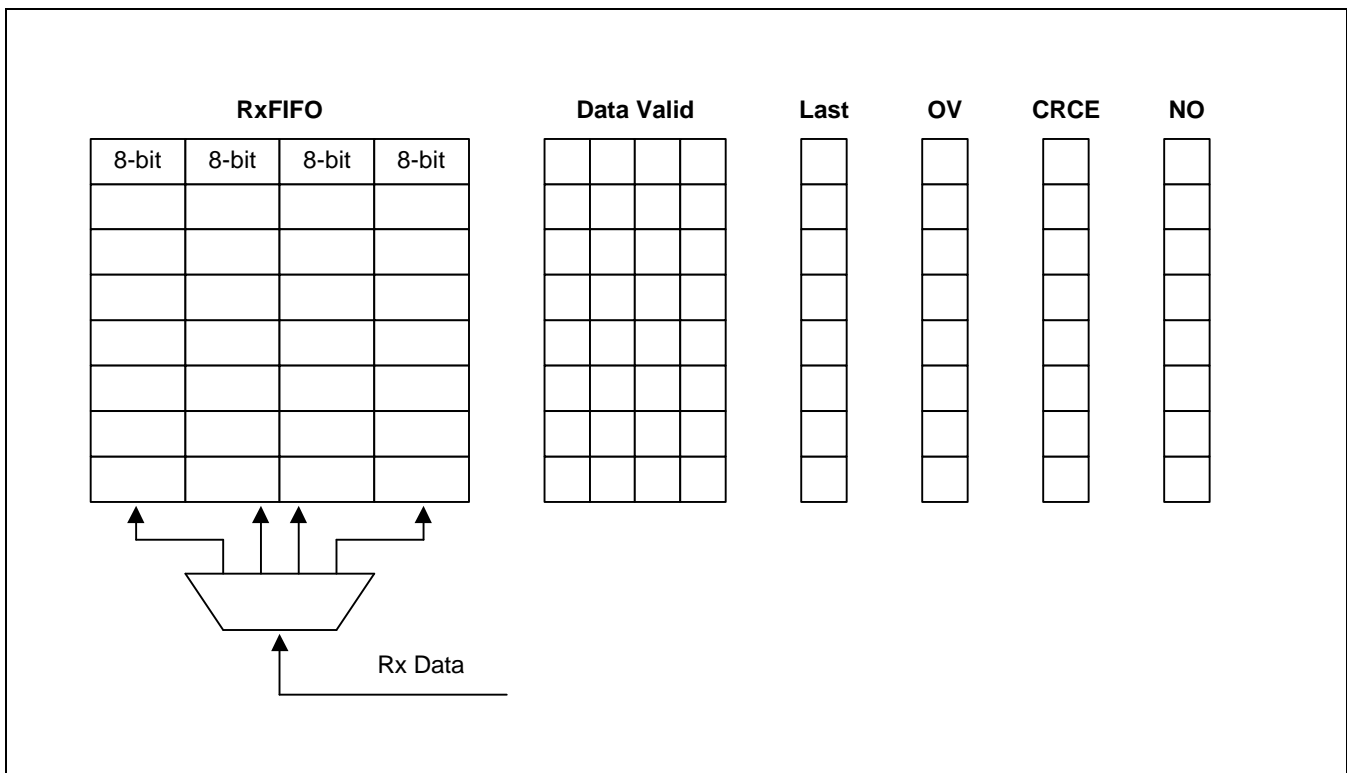 RxFIFO Data Valid Last OV CRCE NO
8-bit 8-bit 8-bit 8-bit
Rx Data